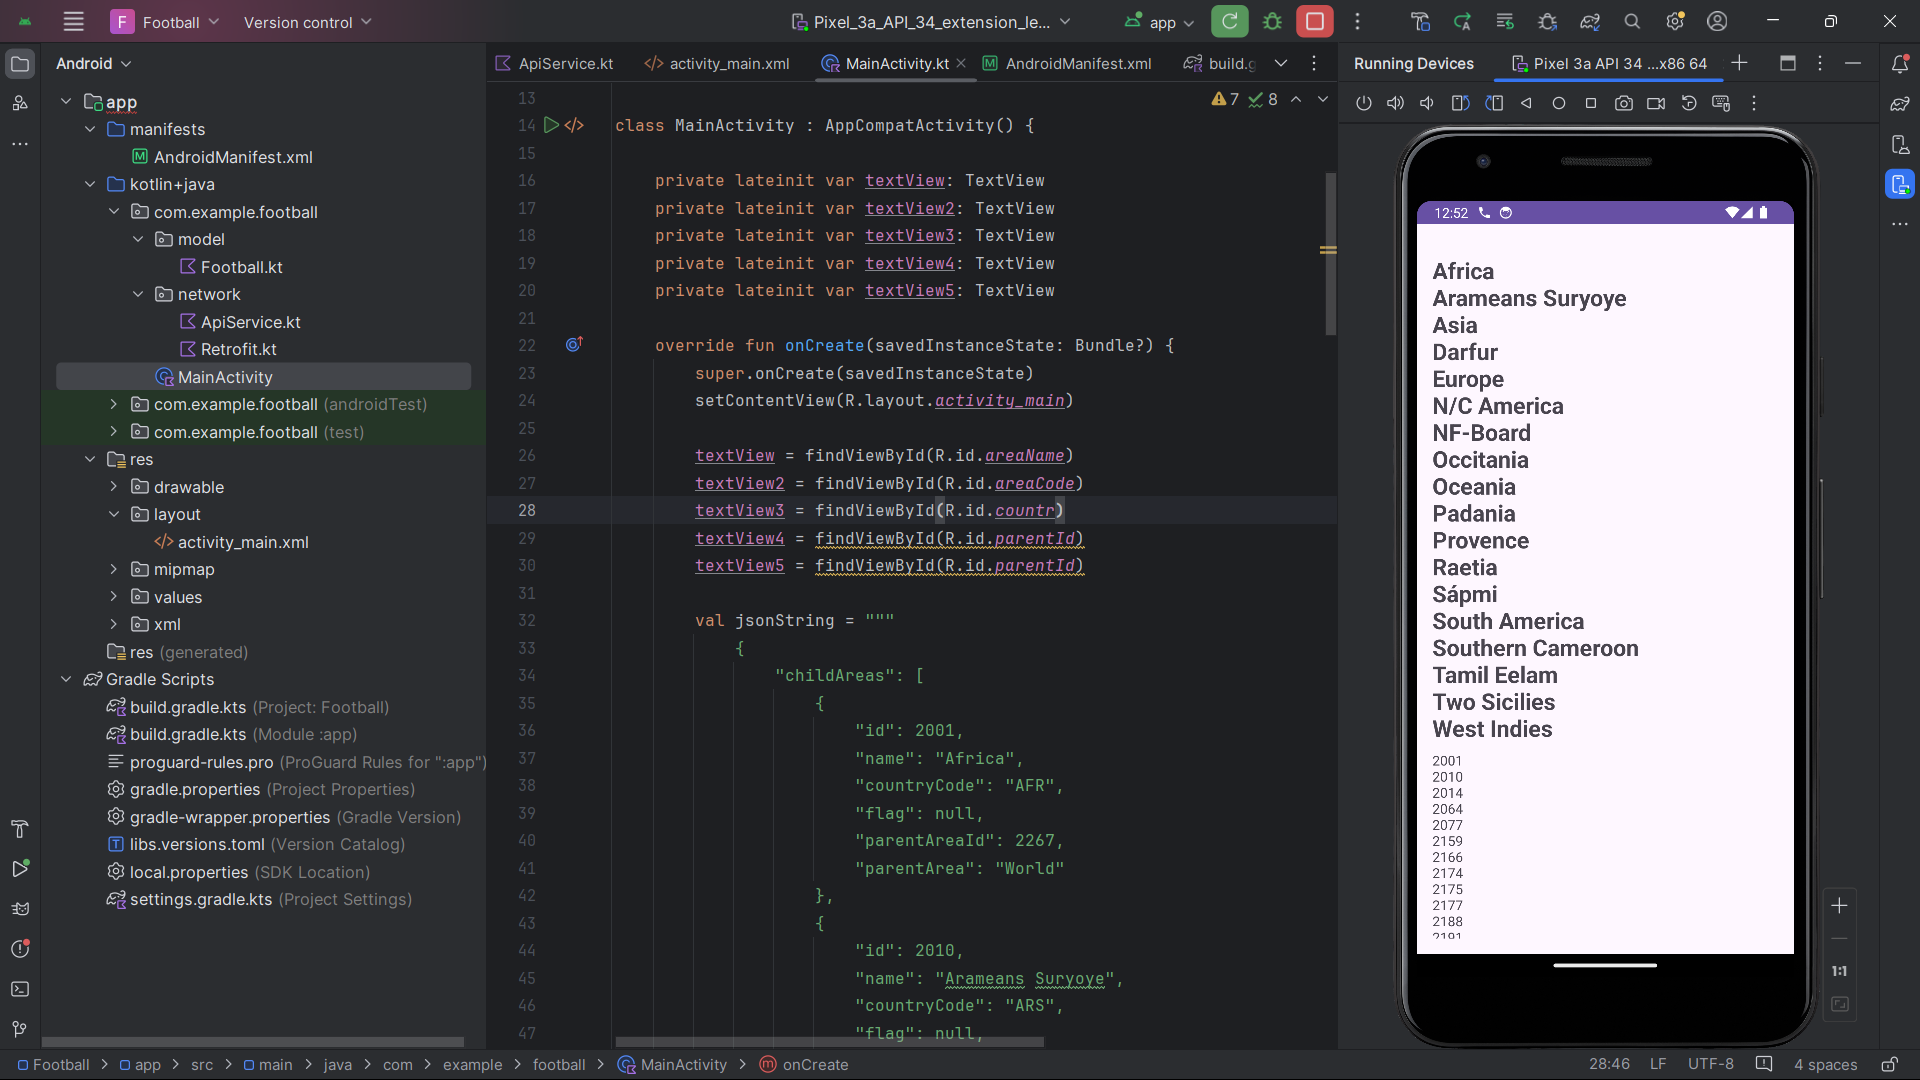 F Football Version control Pixel_3a_API_34_extension_le... app
Android
app
manifests
AndroidManifest.xml
kotlin+java
com.example.football
model
Football.kt
network
ApiService.kt
Retrofit.kt
MainActivity
com.example.football (androidTest)
com.example.football (test)
res
drawable
layout
activity_main.xml
mipmap
values
xml
res (generated)
Gradle Scripts
build.gradle.kts (Project: Football)
build.gradle.kts (Module :app)
proguard-rules.pro (ProGuard Rules for ":app")
gradle.properties (Project Properties)
gradle-wrapper.properties (Gradle Version)
libs.versions.toml (Version Catalog)
local.properties (SDK Location)
settings.gradle.kts (Project Settings)
ApiService.kt activity_main.xml MainActivity.kt AndroidManifest.xml build.g
7 8
13
14 class MainActivity : AppCompatActivity() {
15
16 private lateinit var textView: TextView
17 private lateinit var textView2: TextView
18 private lateinit var textView3: TextView
19 private lateinit var textView4: TextView
20 private lateinit var textView5: TextView
21
22 override fun onCreate(savedInstanceState: Bundle?) {
23 super.onCreate(savedInstanceState)
24 setContentView(R.layout.activity_main)
25
26 textView = findViewById(R.id.areaName)
27 textView2 = findViewById(R.id.areaCode)
28 textView3 = findViewById(R.id.countr)
29 textView4 = findViewById(R.id.parentId)
30 textView5 = findViewById(R.id.parentId)
31
32 val jsonString = """
33 {
34 "childAreas": [
35 {
36 "id": 2001,
37 "name": "Africa",
38 "countryCode": "AFR",
39 "flag": null,
40 "parentAreaId": 2267,
41 "parentArea": "World"
42 },
43 {
44 "id": 2010,
45 "name": "Arameans Suryoye",
46 "countryCode": "ARS",
47 "flag": null,
Running Devices Pixel 3a API 34 ...x86 64
12:52
Africa
Arameans Suryoye
Asia
Darfur
Europe
N/C America
NF-Board
Occitania
Oceania
Padania
Provence
Raetia
Sápmi
South America
Southern Cameroon
Tamil Eelam
Two Sicilies
West Indies
2001
2010
2014
2064
2077
2159
2166
2174
2175
2177
2188
2191
1:1
Football > app > src > main > java > com > example > football > MainActivity > onCreate
28:46 LF UTF-8 4 spaces